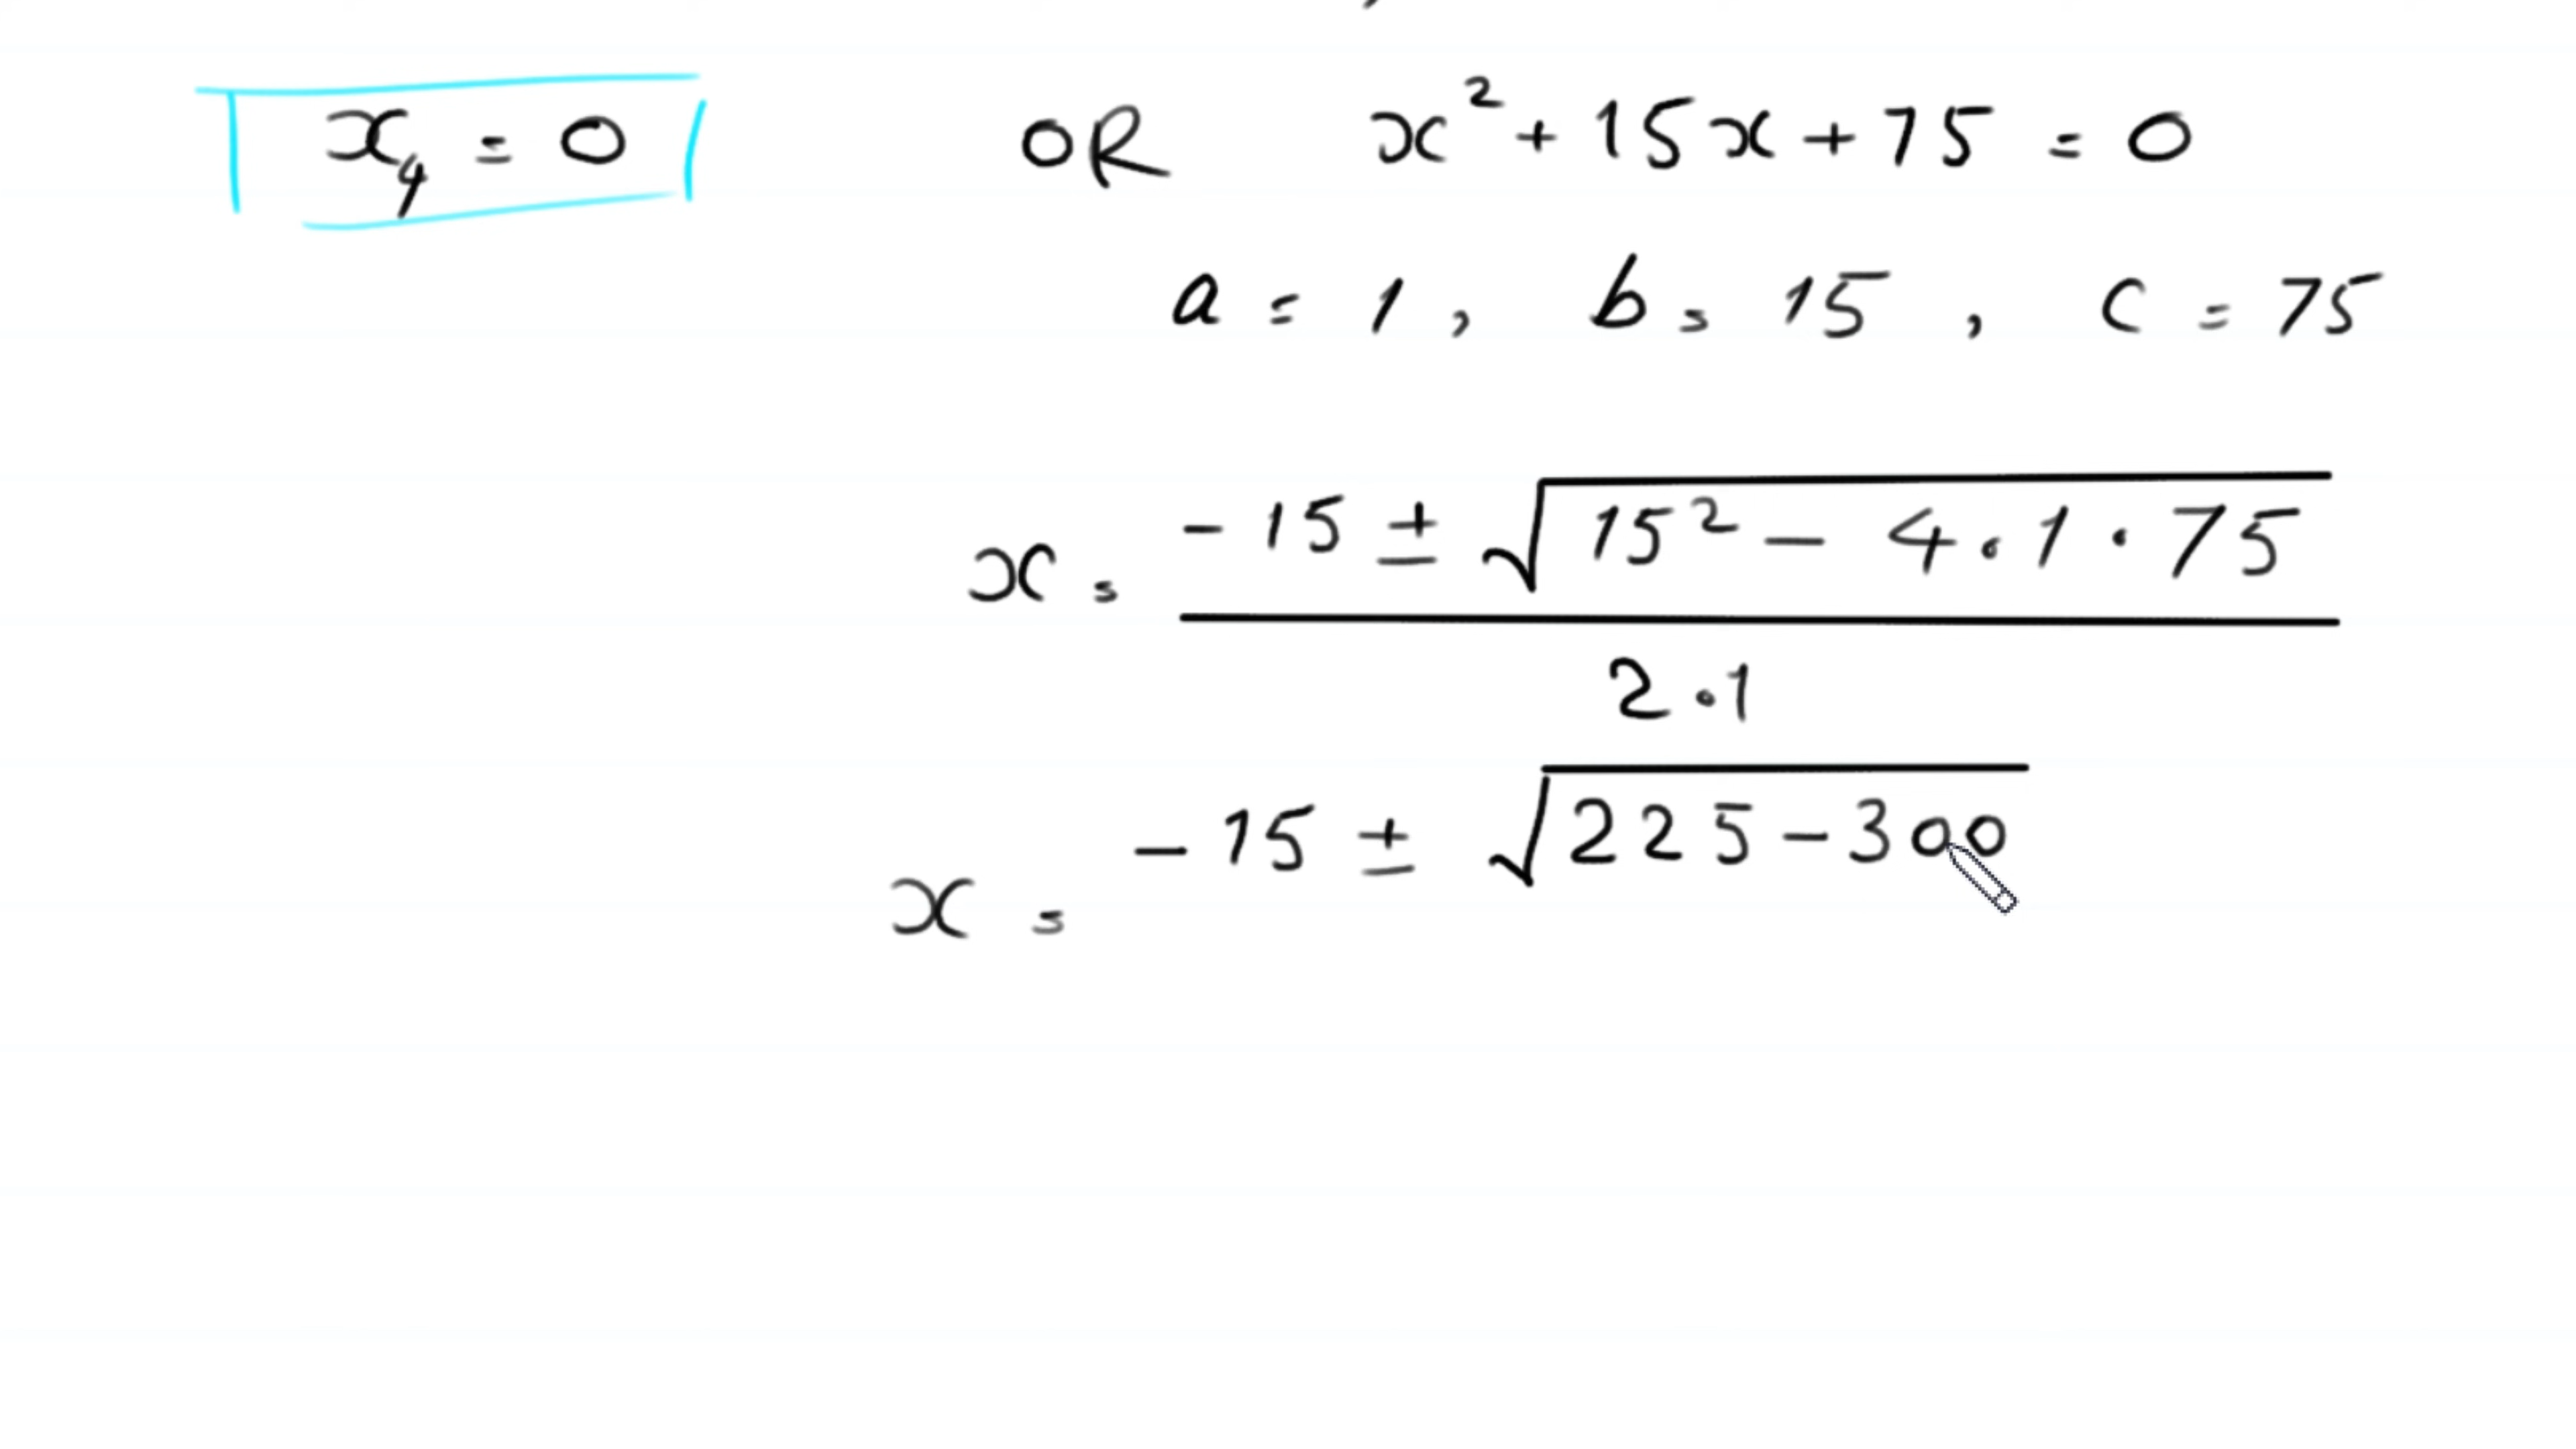 x₄ = 0 OR x² + 15x + 75 = 0
a = 1 , b = 15 , c = 75
x = (-15 ± √(15² - 4·1·75)) / (2·1)
x = -15 ± √(225-300)